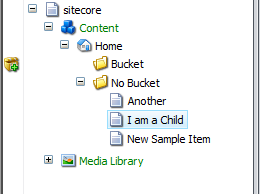 sitecore
Content
Home
Bucket
No Bucket
Another
I am a Child
New Sample Item
Media Library